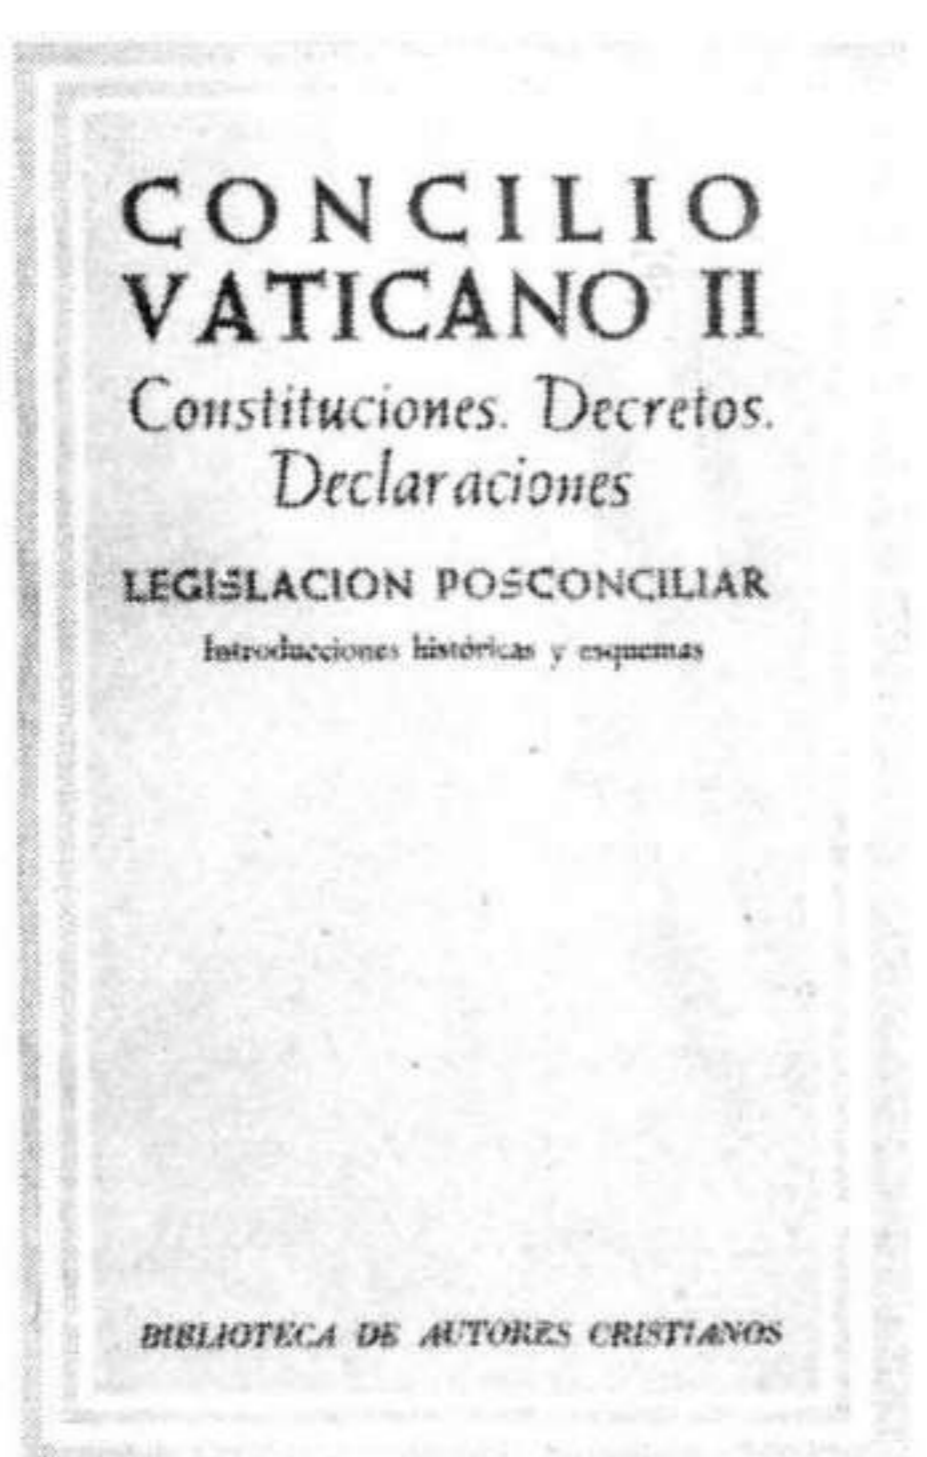 CONCILIO
VATICANO II
Constituciones. Decretos.
Declaraciones
LEGISLACION POSCONCILIAR
Introducciones históricas y esquemas
BIBLIOTECA DE AUTORES CRISTIANOS